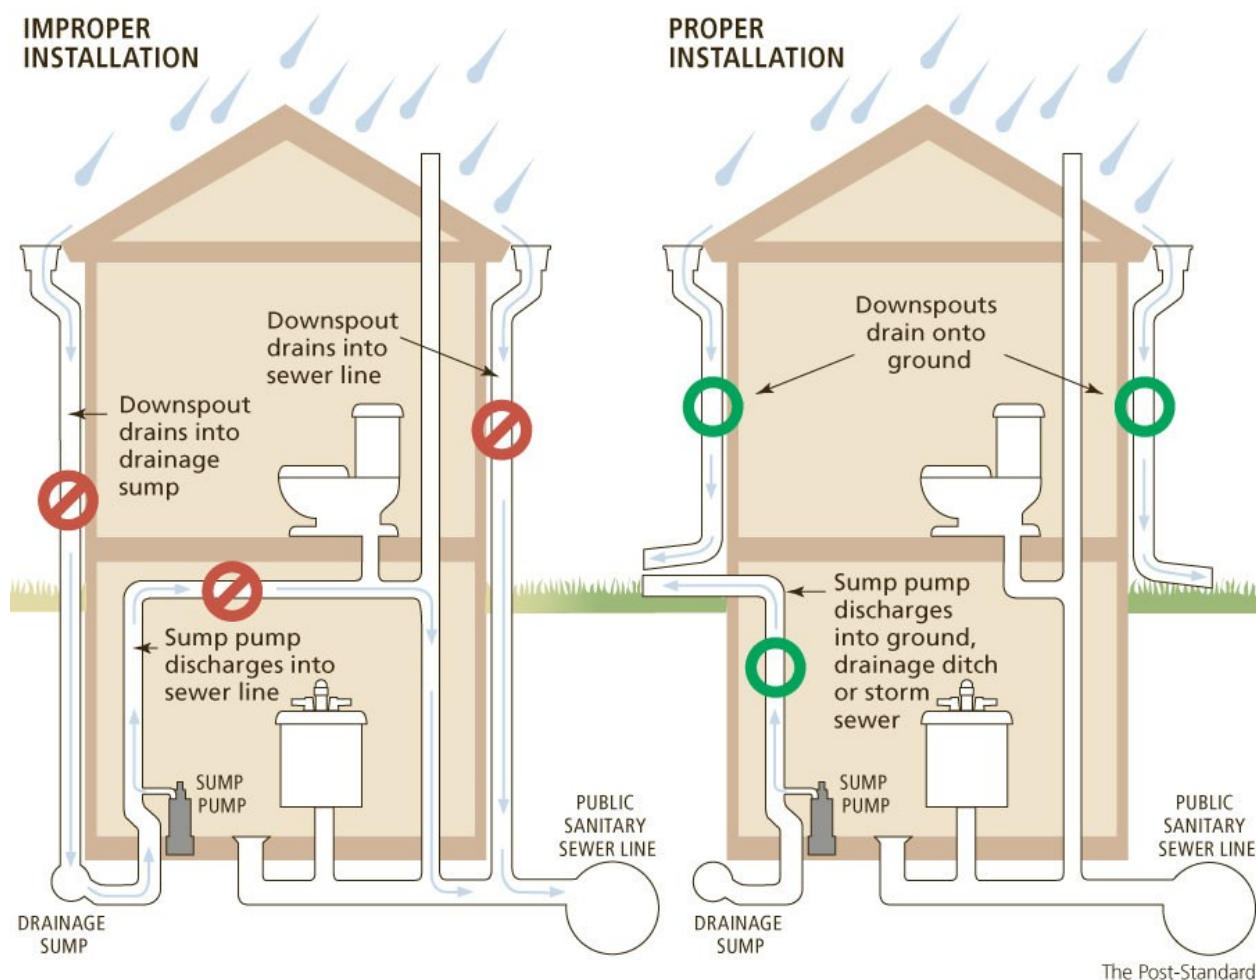 IMPROPER
INSTALLATION
Downspout
drains into
sewer line
Downspout
drains into
drainage
sump
Sump pump
discharges into
sewer line
SUMP
PUMP
PUBLIC
SANITARY
SEWER LINE
DRAINAGE
SUMP
PROPER
INSTALLATION
Downspouts
drain onto
ground
Sump pump
discharges
into ground,
drainage ditch
or storm
sewer
SUMP
PUMP
PUBLIC
SANITARY
SEWER LINE
DRAINAGE
SUMP
The Post-Standard